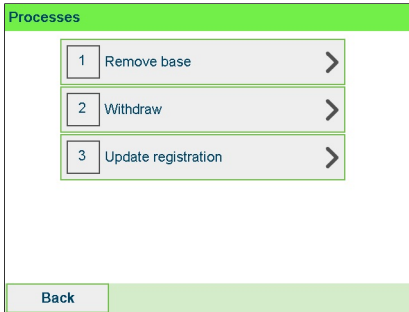 Processes
1 Remove base
2 Withdraw
3 Update registration
Back